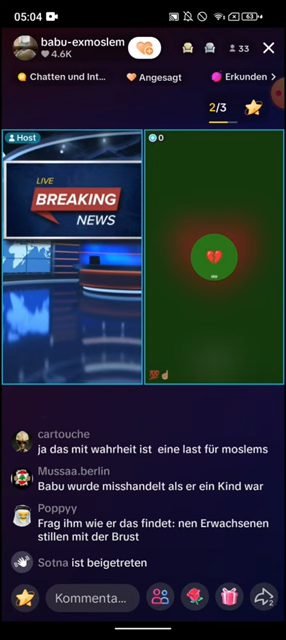 05:04
63
babu-exmoslem
4.6K
33
Chatten und Int...
Angesagt
Erkunden
2/3
Host
0
LIVE
BREAKING
NEWS
cartouche
ja das mit wahrheit ist eine last für moslems
Mussaa.berlin
Babu wurde misshandelt als er ein Kind war
Poppyy
Frag ihm wie er das findet: nen Erwachsenen
stillen mit der Brust
Sotna ist beigetreten
Kommenta...
2